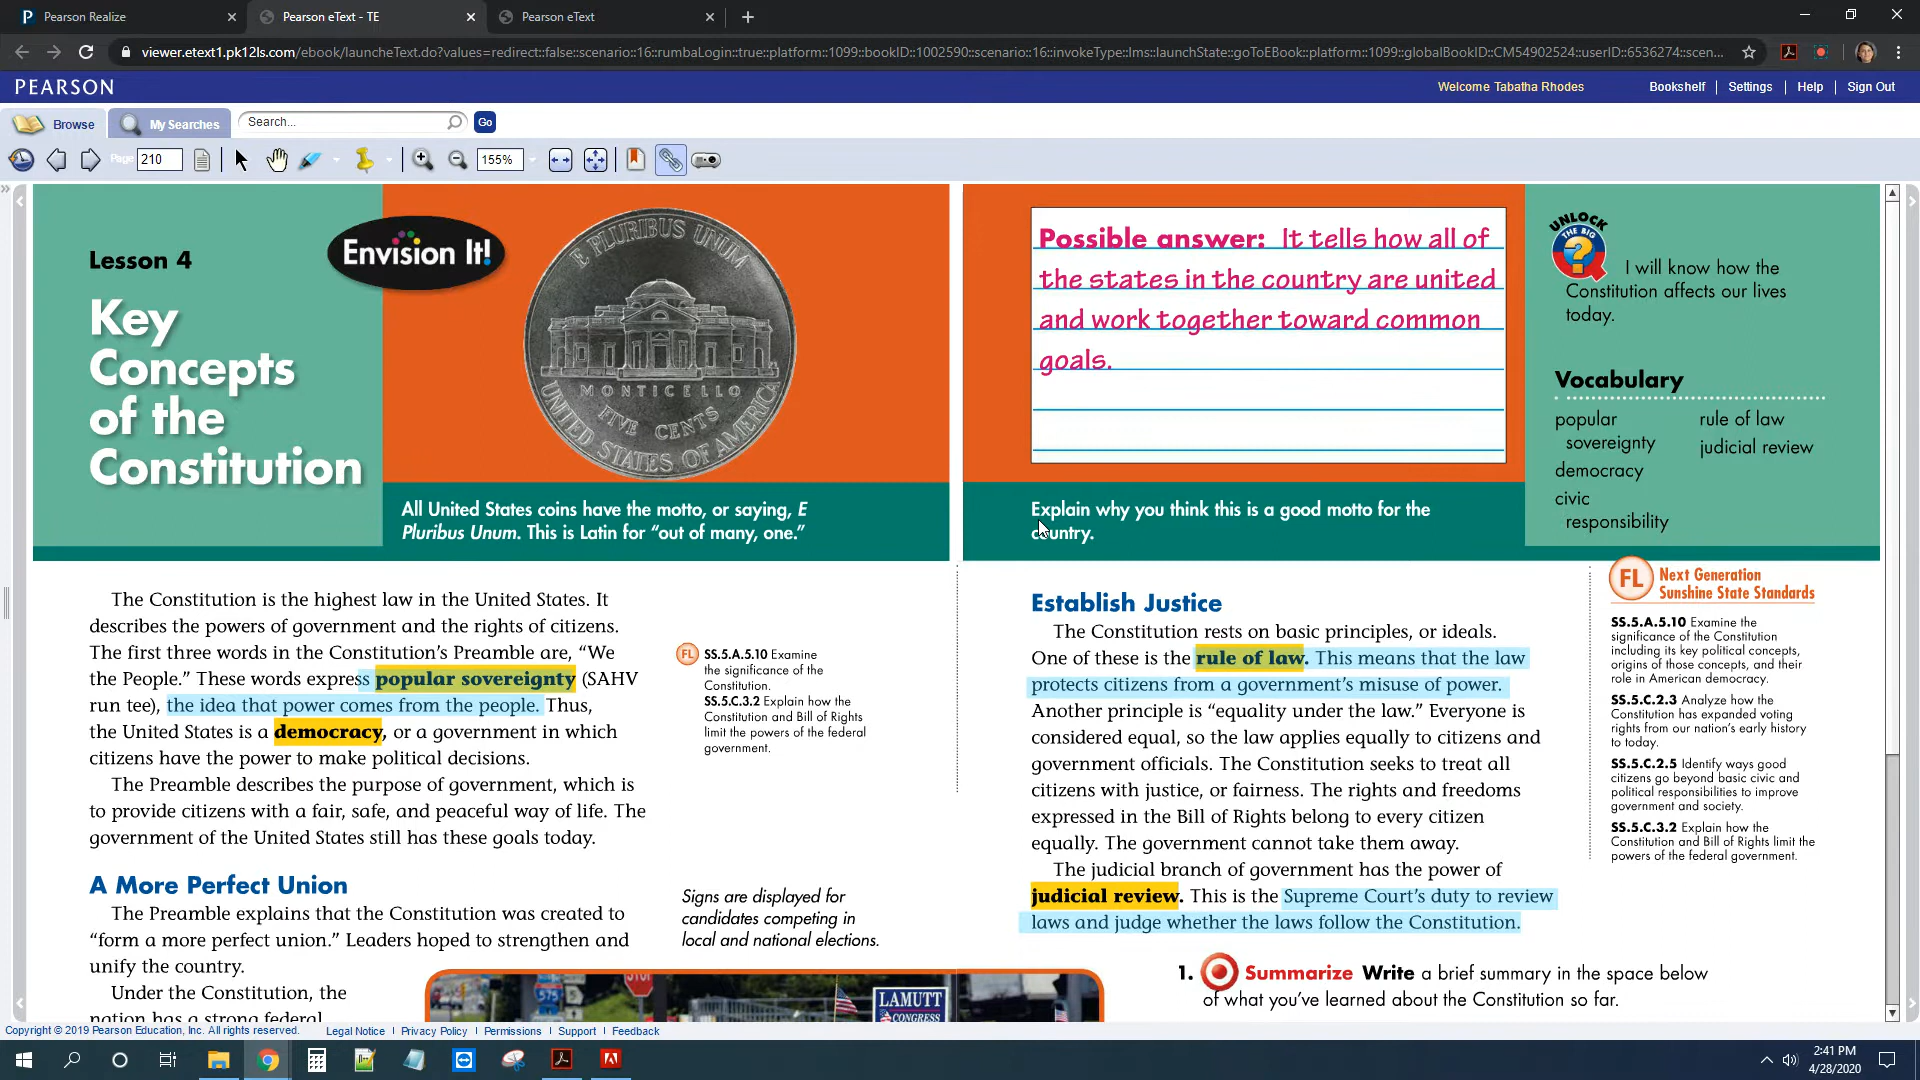 Pearson Realize
Pearson eText - TE
Pearson eText
viewer.etext1.pk12ls.com/ebook/launcheText.do?values=redirect::false::scenario::16::rumbaLogin::true::platform::1099::bookID::1002590::scenario::16::invokeType::lms::launchState::goToEBook::platform::1099::globalBookID::CM54902524::userID::6536274::scen...
PEARSON
Welcome Tabatha Rhodes
Bookshelf | Settings | Help | Sign Out
Browse
My Searches
Search...
Go
Page 210
155%
Lesson 4
Key
Concepts
of the
Constitution
Envision It!
E PLURIBUS UNUM
MONTICELLO
FIVE CENTS
UNITED STATES OF AMERICA
All United States coins have the motto, or saying, E
Pluribus Unum. This is Latin for “out of many, one.”
The Constitution is the highest law in the United States. It
describes the powers of government and the rights of citizens.
The first three words in the Constitution’s Preamble are, “We
the People.” These words express popular sovereignty (SAHV
run tee), the idea that power comes from the people. Thus,
the United States is a democracy, or a government in which
citizens have the power to make political decisions.
The Preamble describes the purpose of government, which is
to provide citizens with a fair, safe, and peaceful way of life. The
government of the United States still has these goals today.
A More Perfect Union
The Preamble explains that the Constitution was created to
“form a more perfect union.” Leaders hoped to strengthen and
unify the country.
Under the Constitution, the
nation has a strong federal
FL SS.5.A.5.10 Examine
the significance of the
Constitution.
SS.5.C.3.2 Explain how the
Constitution and Bill of Rights
limit the powers of the federal
government.
Signs are displayed for
candidates competing in
local and national elections.
STOP
575
LAMUTT
CONGRESS
Possible answer: It tells how all of
the states in the country are united
and work together toward common
goals.
Explain why you think this is a good motto for the
country.
UNLOCK
THE BIG
?
I will know how the
Constitution affects our lives
today.
Vocabulary
popular
sovereignty
democracy
civic
responsibility
rule of law
judicial review
Establish Justice
The Constitution rests on basic principles, or ideals.
One of these is the rule of law. This means that the law
protects citizens from a government’s misuse of power.
Another principle is “equality under the law.” Everyone is
considered equal, so the law applies equally to citizens and
government officials. The Constitution seeks to treat all
citizens with justice, or fairness. The rights and freedoms
expressed in the Bill of Rights belong to every citizen
equally. The government cannot take them away.
The judicial branch of government has the power of
judicial review. This is the Supreme Court’s duty to review
laws and judge whether the laws follow the Constitution.
1. Summarize Write a brief summary in the space below
of what you’ve learned about the Constitution so far.
FL Next Generation
Sunshine State Standards
SS.5.A.5.10 Examine the
significance of the Constitution
including its key political concepts,
origins of those concepts, and their
role in American democracy.
SS.5.C.2.3 Analyze how the
Constitution has expanded voting
rights from our nation’s early history
to today.
SS.5.C.2.5 Identify ways good
citizens go beyond basic civic and
political responsibilities to improve
government and society.
SS.5.C.3.2 Explain how the
Constitution and Bill of Rights limit the
powers of the federal government.
Copyright © 2019 Pearson Education, Inc. All rights reserved.
Legal Notice | Privacy Policy | Permissions | Support | Feedback
2:41 PM
4/28/2020